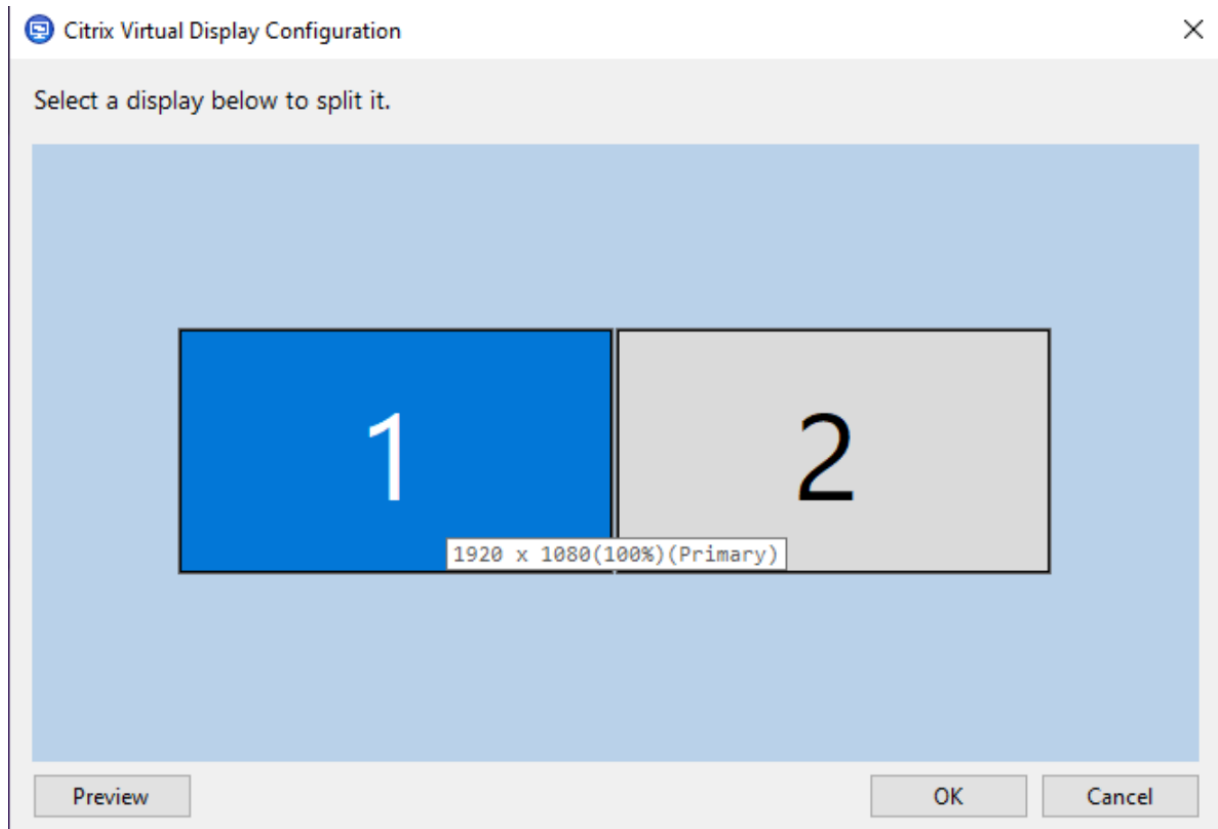 Citrix Virtual Display Configuration
Select a display below to split it.
1 2
1920 x 1080(100%)(Primary)
Preview OK Cancel